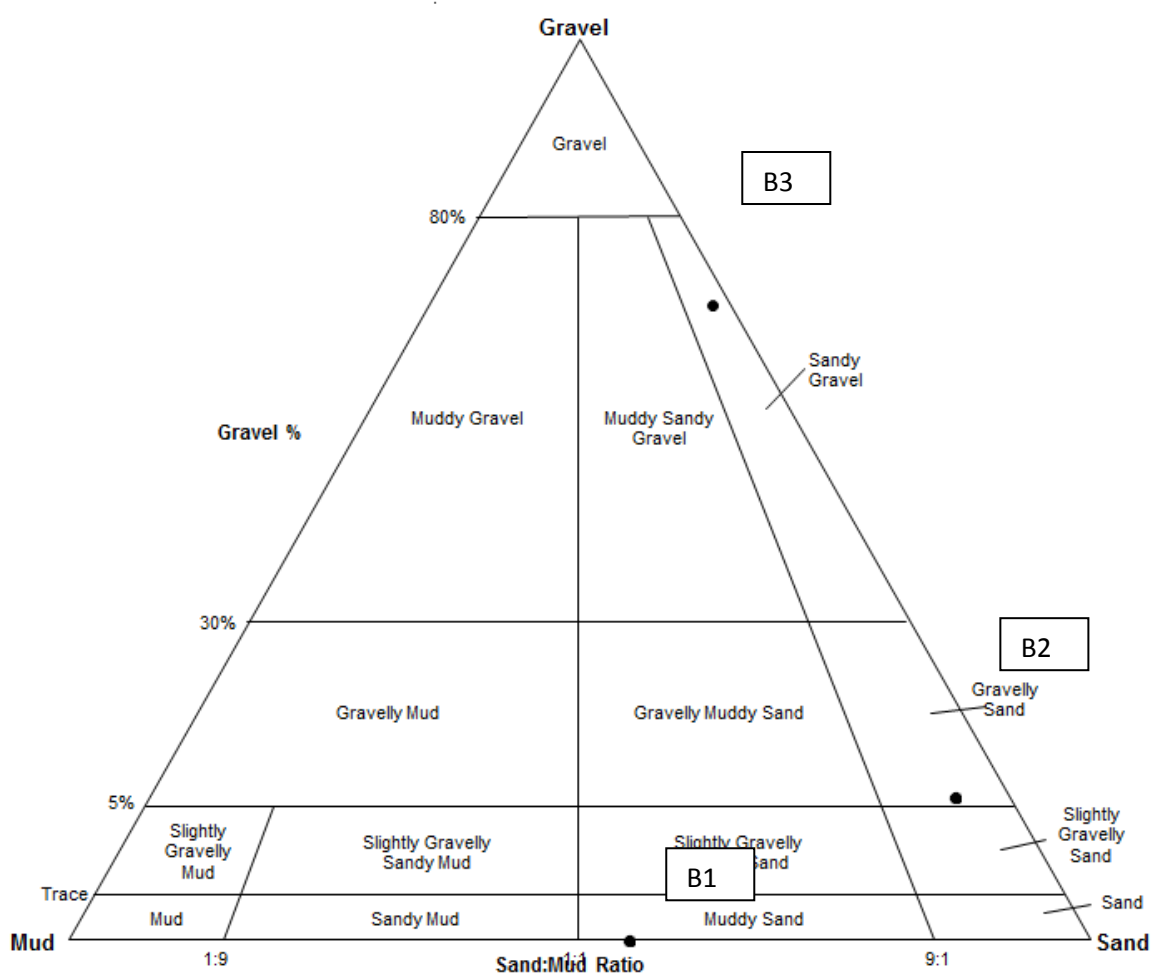 Gravel
Gravel
B3
80%
Sandy
Gravel
Muddy Gravel
Muddy Sandy
Gravel
Gravel %
30%
B2
Gravelly
Sand
Gravelly Mud
Gravelly Muddy Sand
5%
Slightly
Gravelly
Mud
Slightly Gravelly
Sandy Mud
Slightly Gravelly
Sand
Slightly
Gravelly
Sand
B1
Trace
Mud
Sandy Mud
Muddy Sand
Sand
Mud
Sand
1:9
1:1
9:1
Sand:Mud Ratio